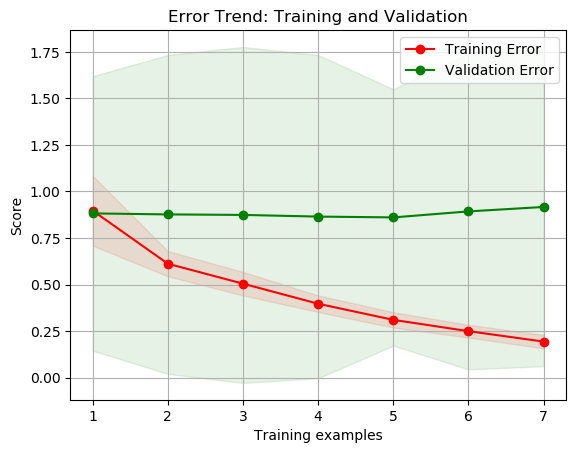 Error Trend: Training and Validation
Training Error
Validation Error
1.75
1.50
1.25
1.00
0.75
0.50
0.25
0.00
Score
1 2 3 4 5 6 7
Training examples